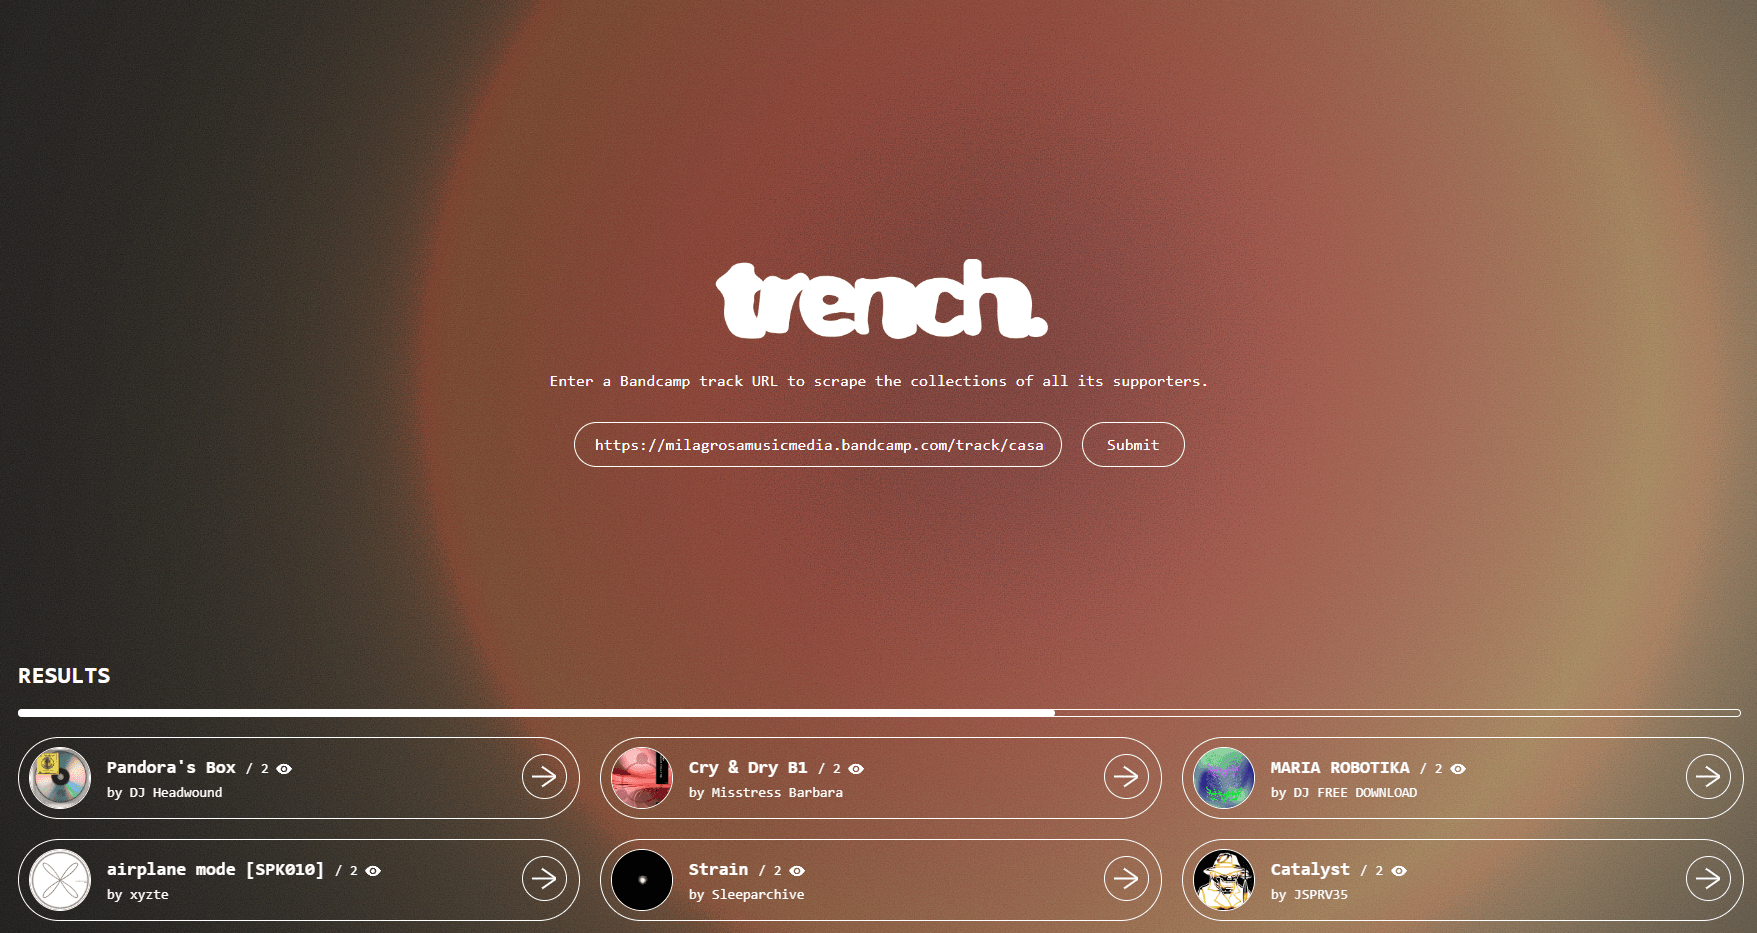 trench.
Enter a Bandcamp track URL to scrape the collections of all its supporters.
https://milagrosamusicmedia.bandcamp.com/track/casa
Submit
RESULTS
Pandora's Box / 2
by DJ Headwound
Cry & Dry B1 / 2
by Misstress Barbara
MARIA ROBOTIKA / 2
by DJ FREE DOWNLOAD
airplane mode [SPK010] / 2
by xyzte
Strain / 2
by Sleeparchive
Catalyst / 2
by JSPRV35